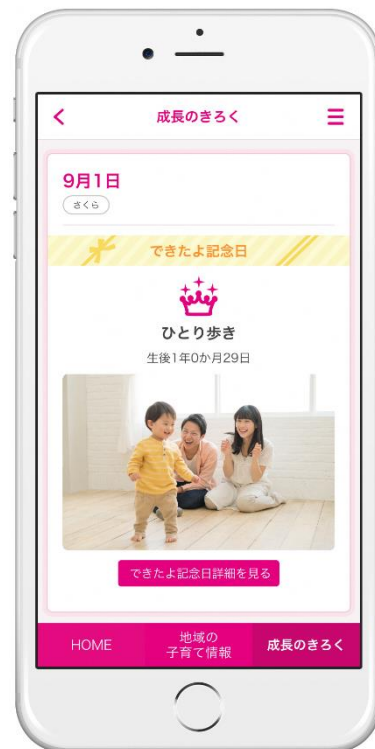 成長のきろく
9月1日
さくら
できたよ記念日
ひとり歩き
生後1年0か月29日
できたよ記念日詳細を見る
HOME
地域の
子育て情報
成長のきろく